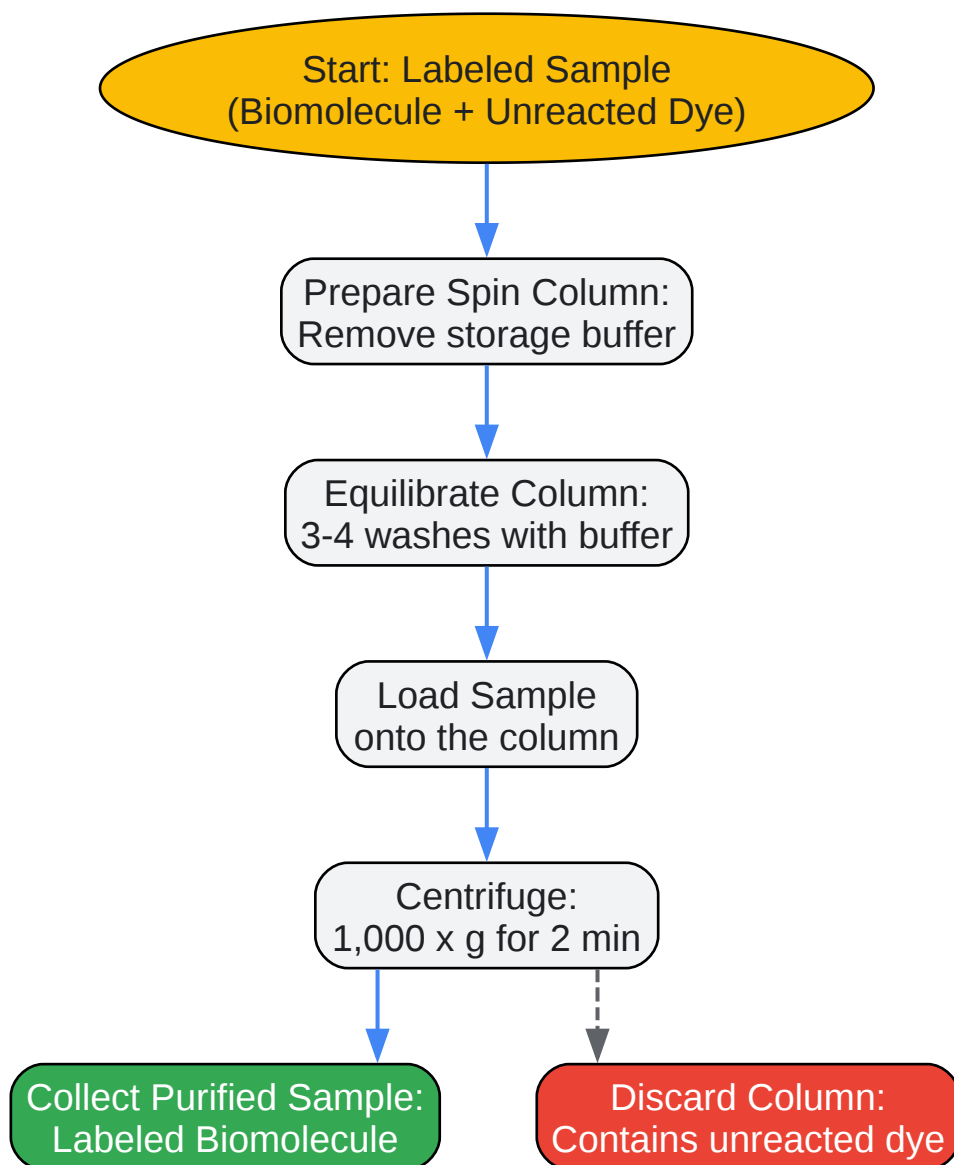 Start: Labeled Sample
(Biomolecule + Unreacted Dye)
Prepare Spin Column:
Remove storage buffer
Equilibrate Column:
3-4 washes with buffer
Load Sample
onto the column
Centrifuge:
1,000 x g for 2 min
Collect Purified Sample:
Labeled Biomolecule
Discard Column:
Contains unreacted dye